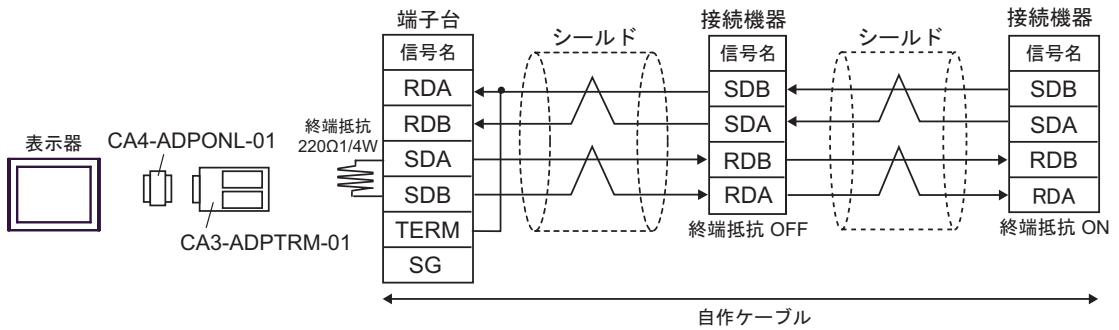 端子台
接続機器
接続機器
信号名
シールド
信号名
シールド
信号名
RDA
SDB
SDB
RDB
SDA
SDA
SDA
RDB
RDB
SDB
RDA
RDA
TERM
SG
終端抵抗
220Ω1/4W
表示器
CA4-ADPONL-01
CA3-ADPTRM-01
終端抵抗 OFF
終端抵抗 ON
自作ケーブル